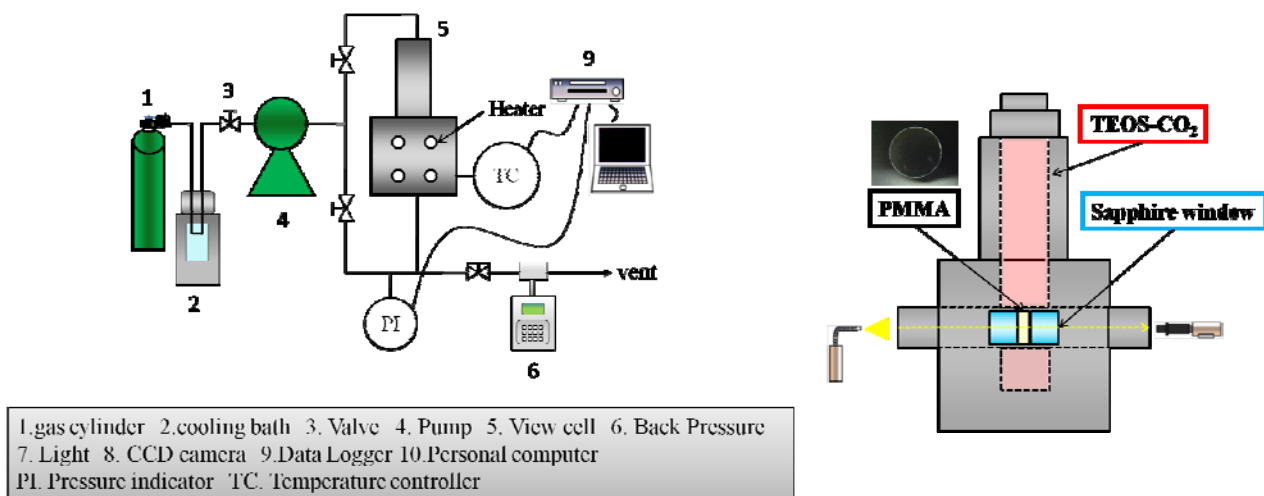 1
2
3
4
5
Heater
TC
9
PI
6
vent
TEOS-CO₂
PMMA
Sapphire window
1.gas cylinder 2.cooling bath 3. Valve 4. Pump 5. View cell 6. Back Pressure
7. Light 8. CCD camera 9.Data Logger 10.Personal computer
PI. Pressure indicator TC. Temperature controller